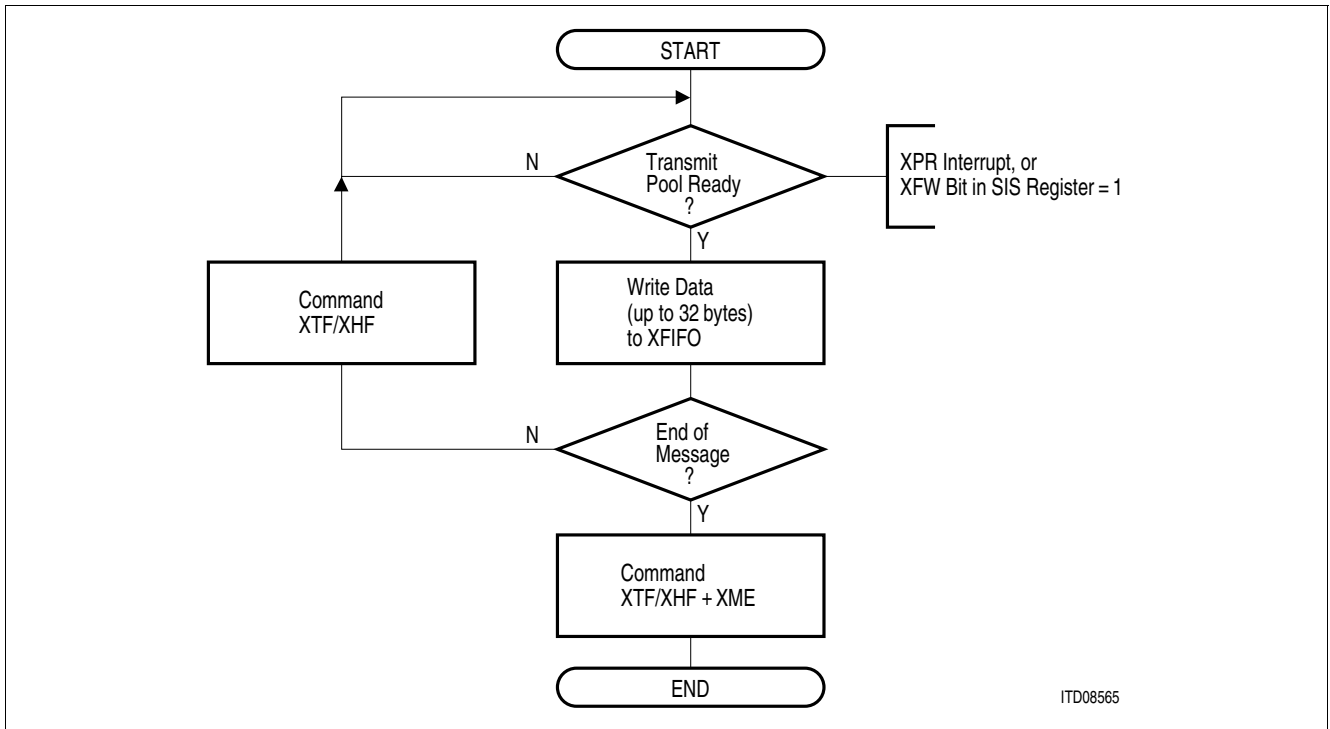 START
N
Transmit
Pool Ready
?
XPR Interrupt, or
XFW Bit in SIS Register = 1
Y
Command
XTF/XHF
Write Data
(up to 32 bytes)
to XFIFO
N
End of
Message
?
Y
Command
XTF/XHF + XME
END
ITD08565